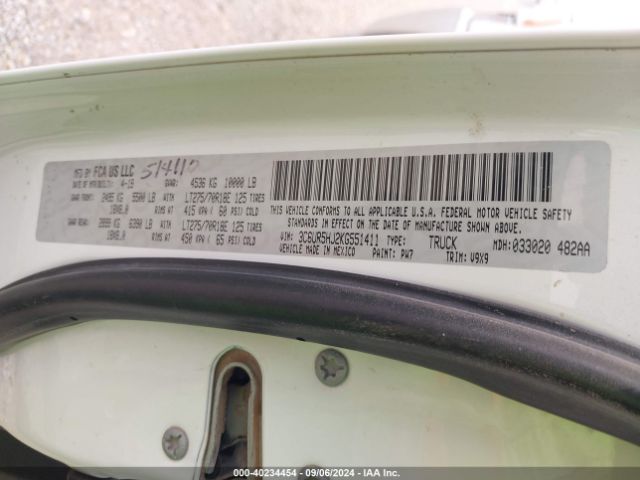 MFG BY FCA US LLC 514110
DATE OF MFR 4-19 GVWR: 4536 KG 10000 LB
GAWR FRONT: 2495 KG 5500 LB WITH LT275/70R18E 125 TIRES
18X8.0 RIMS AT 415 KPA / 60 PSI COLD
GAWR REAR: 2899 KG 6390 LB WITH LT275/70R18E 125 TIRES
18X8.0 RIMS AT 450 KPA / 65 PSI COLD
THIS VEHICLE CONFORMS TO ALL APPLICABLE U.S.A. FEDERAL MOTOR VEHICLE SAFETY
STANDARDS IN EFFECT ON THE DATE OF MANUFACTURE SHOWN ABOVE.
VIN: 3C6UR5HJ2KG551411 TYPE: TRUCK MDH: 033020 482AA
VEHICLE MADE IN MEXICO PAINT: PW7 TRIM: V9X9
000-40234454 - 09/06/2024 - IAA Inc.